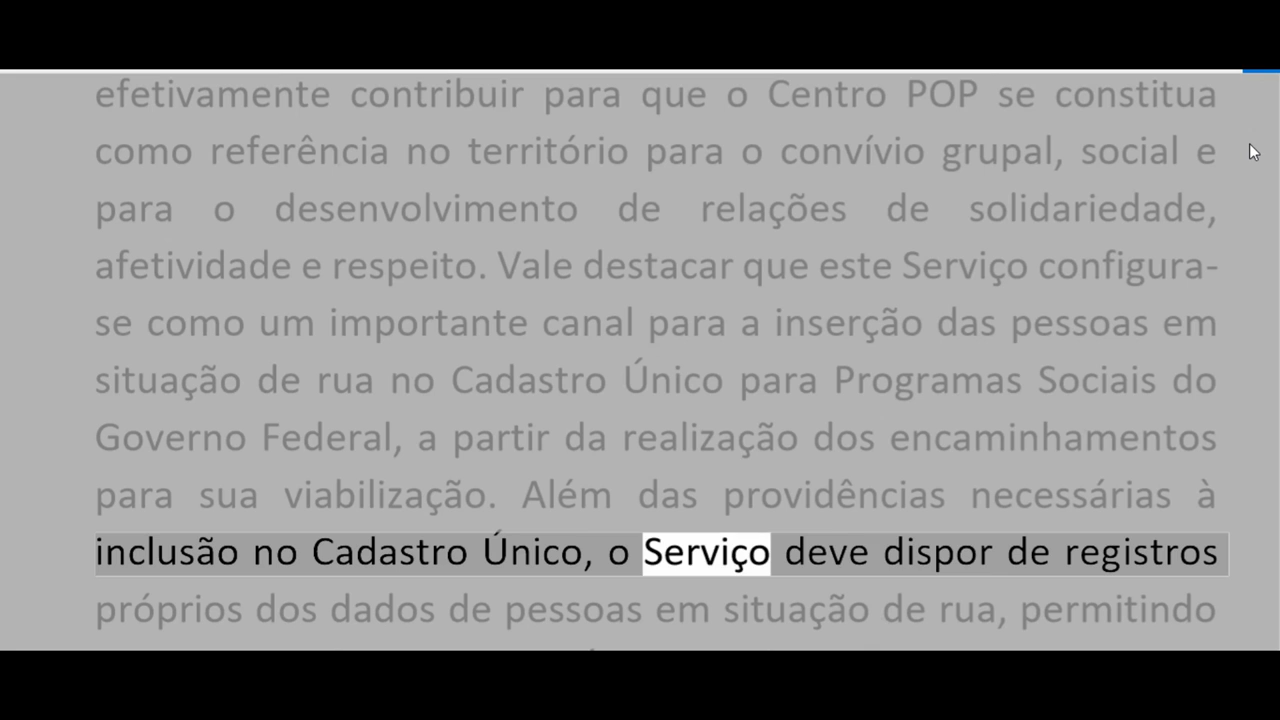 efetivamente contribuir para que o Centro POP se constitua
como referência no território para o convívio grupal, social e
para o desenvolvimento de relações de solidariedade,
afetividade e respeito. Vale destacar que este Serviço configura-
se como um importante canal para a inserção das pessoas em
situação de rua no Cadastro Único para Programas Sociais do
Governo Federal, a partir da realização dos encaminhamentos
para sua viabilização. Além das providências necessárias à
inclusão no Cadastro Único, o Serviço deve dispor de registros
próprios dos dados de pessoas em situação de rua, permitindo